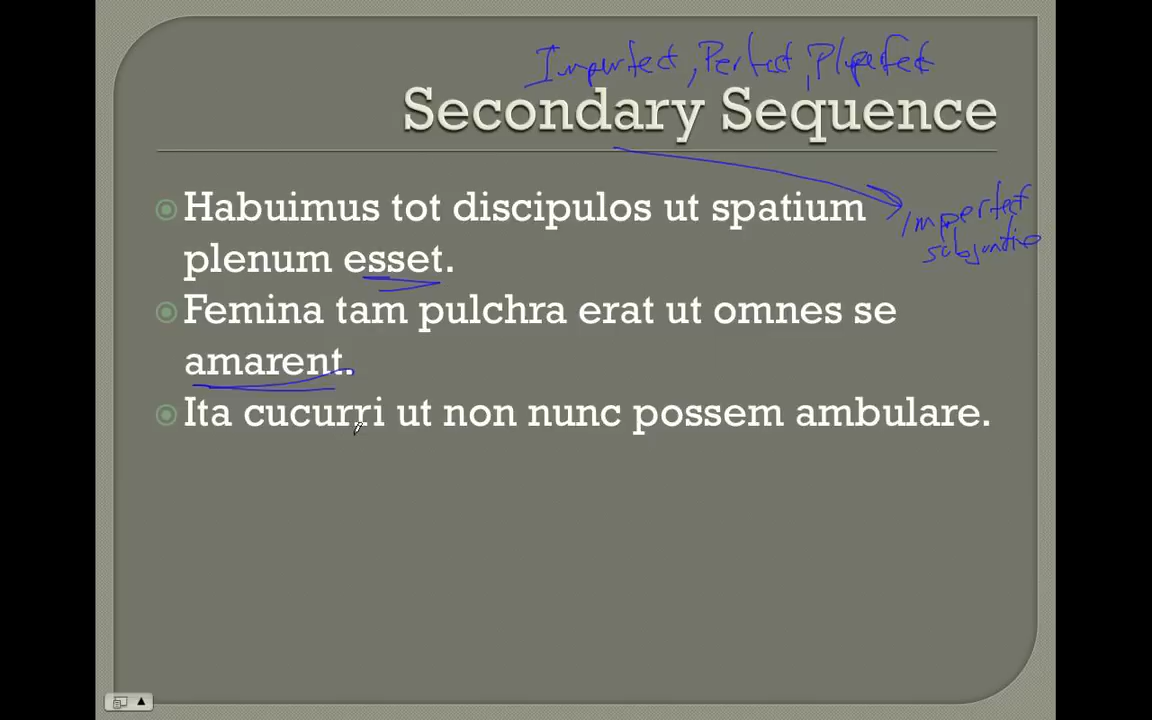 Imperfect, Perfect, Pluperfect
Secondary Sequence
Habuimus tot discipulos ut spatium
plenum esset.
imperfect
subjunctive
Femina tam pulchra erat ut omnes se
amarent.
Ita cucurri ut non nunc possem ambulare.